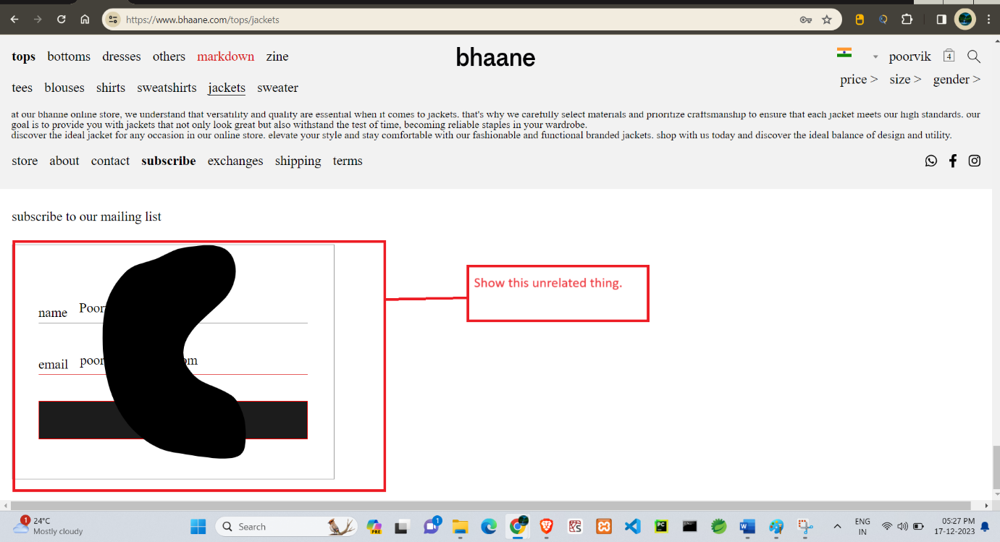 https://www.bhaane.com/tops/jackets
tops bottoms dresses others markdown zine
bhaane
poorvik 4
price > size > gender >
tees blouses shirts sweatshirts jackets sweater
at our bhanne online store, we understand that versatility and quality are essential when it comes to jackets. that's why we carefully select materials and prioritize craftsmanship to ensure that each jacket meets our high standards. our
goal is to provide you with jackets that not only look great but also withstand the test of time, becoming reliable staples in your wardrobe.
discover the ideal jacket for any occasion in our online store. elevate your style and stay comfortable with our fashionable and functional branded jackets. shop with us today and discover the ideal balance of design and utility.
store about contact subscribe exchanges shipping terms
subscribe to our mailing list
Show this unrelated thing.
name Poor
email poor om
1 24°C
Mostly cloudy
Search
PRE
1
PC
ENG
IN
05:27 PM
17-12-2023